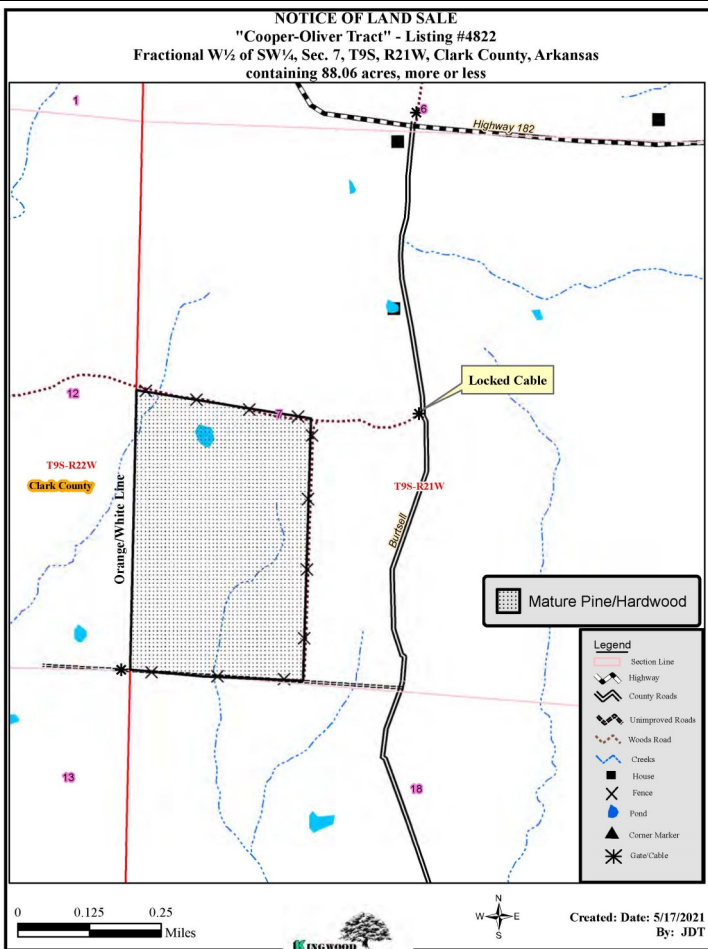 NOTICE OF LAND SALE
"Cooper-Oliver Tract" - Listing #4822
Fractional W½ of SW¼, Sec. 7, T9S, R21W, Clark County, Arkansas
containing 88.06 acres, more or less
1
6
Highway 182
Locked Cable
12
7
T9S-R22W
Clark County
T9S-R21W
Orange/White Line
Burtsell
Mature Pine/Hardwood
Legend
Section Line
Highway
County Roads
Unimproved Roads
Woods Road
Creeks
House
Fence
Pond
Corner Marker
Gate/Cable
13
18
0 0.125 0.25
Miles
N
W E
S
Created: Date: 5/17/2021
By: JDT
KINGWOOD